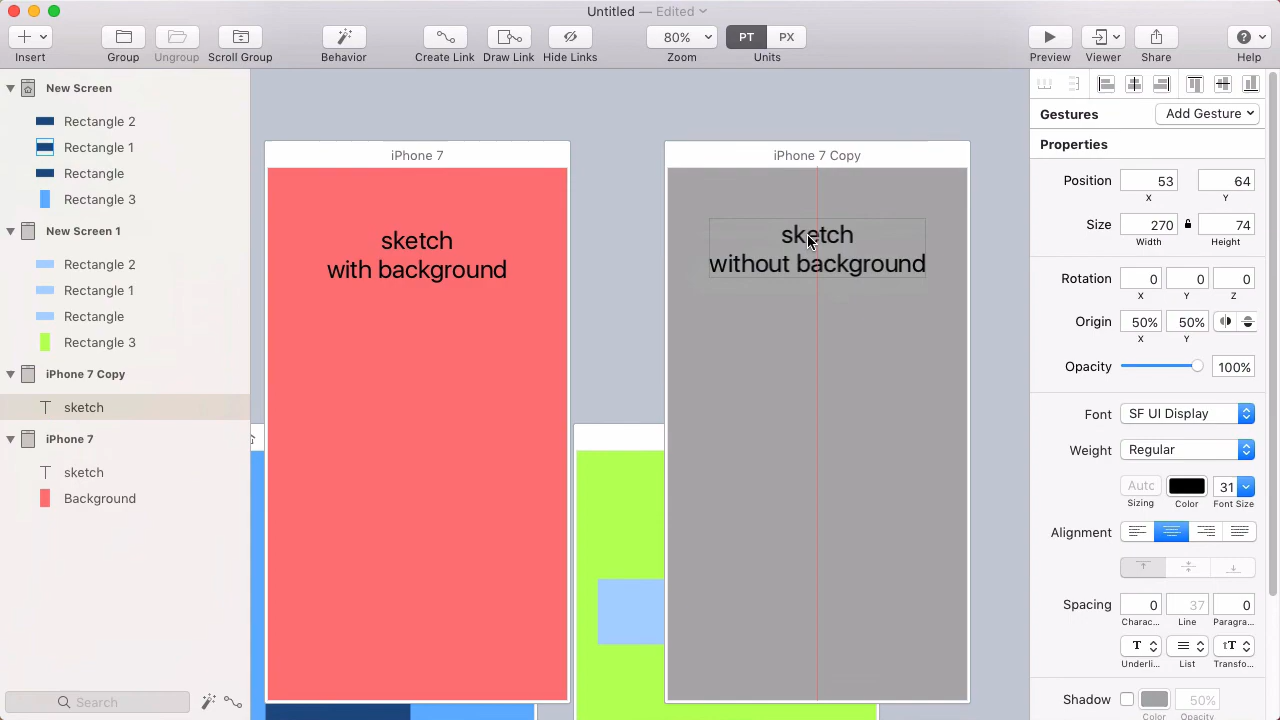 Untitled — Edited
Insert
Group
Ungroup
Scroll Group
Behavior
Create Link
Draw Link
Hide Links
80%
Zoom
PT
PX
Units
Preview
Viewer
Share
Help
New Screen
Rectangle 2
Rectangle 1
Rectangle
Rectangle 3
New Screen 1
Rectangle 2
Rectangle 1
Rectangle
Rectangle 3
iPhone 7 Copy
sketch
iPhone 7
sketch
Background
Search
iPhone 7
sketch
with background
iPhone 7 Copy
sketch
without background
Gestures
Add Gesture
Properties
Position
53
64
X
Y
Size
270
74
Width
Height
Rotation
0
0
0
X
Y
Z
Origin
50%
50%
X
Y
Opacity
100%
Font
SF UI Display
Weight
Regular
Autc
31
Sizing
Color
Font Size
Alignment
Spacing
0
37
0
Charac...
Line
Paragra...
T
tT
Underli...
List
Transfo...
Shadow
50%
Color
Opacity